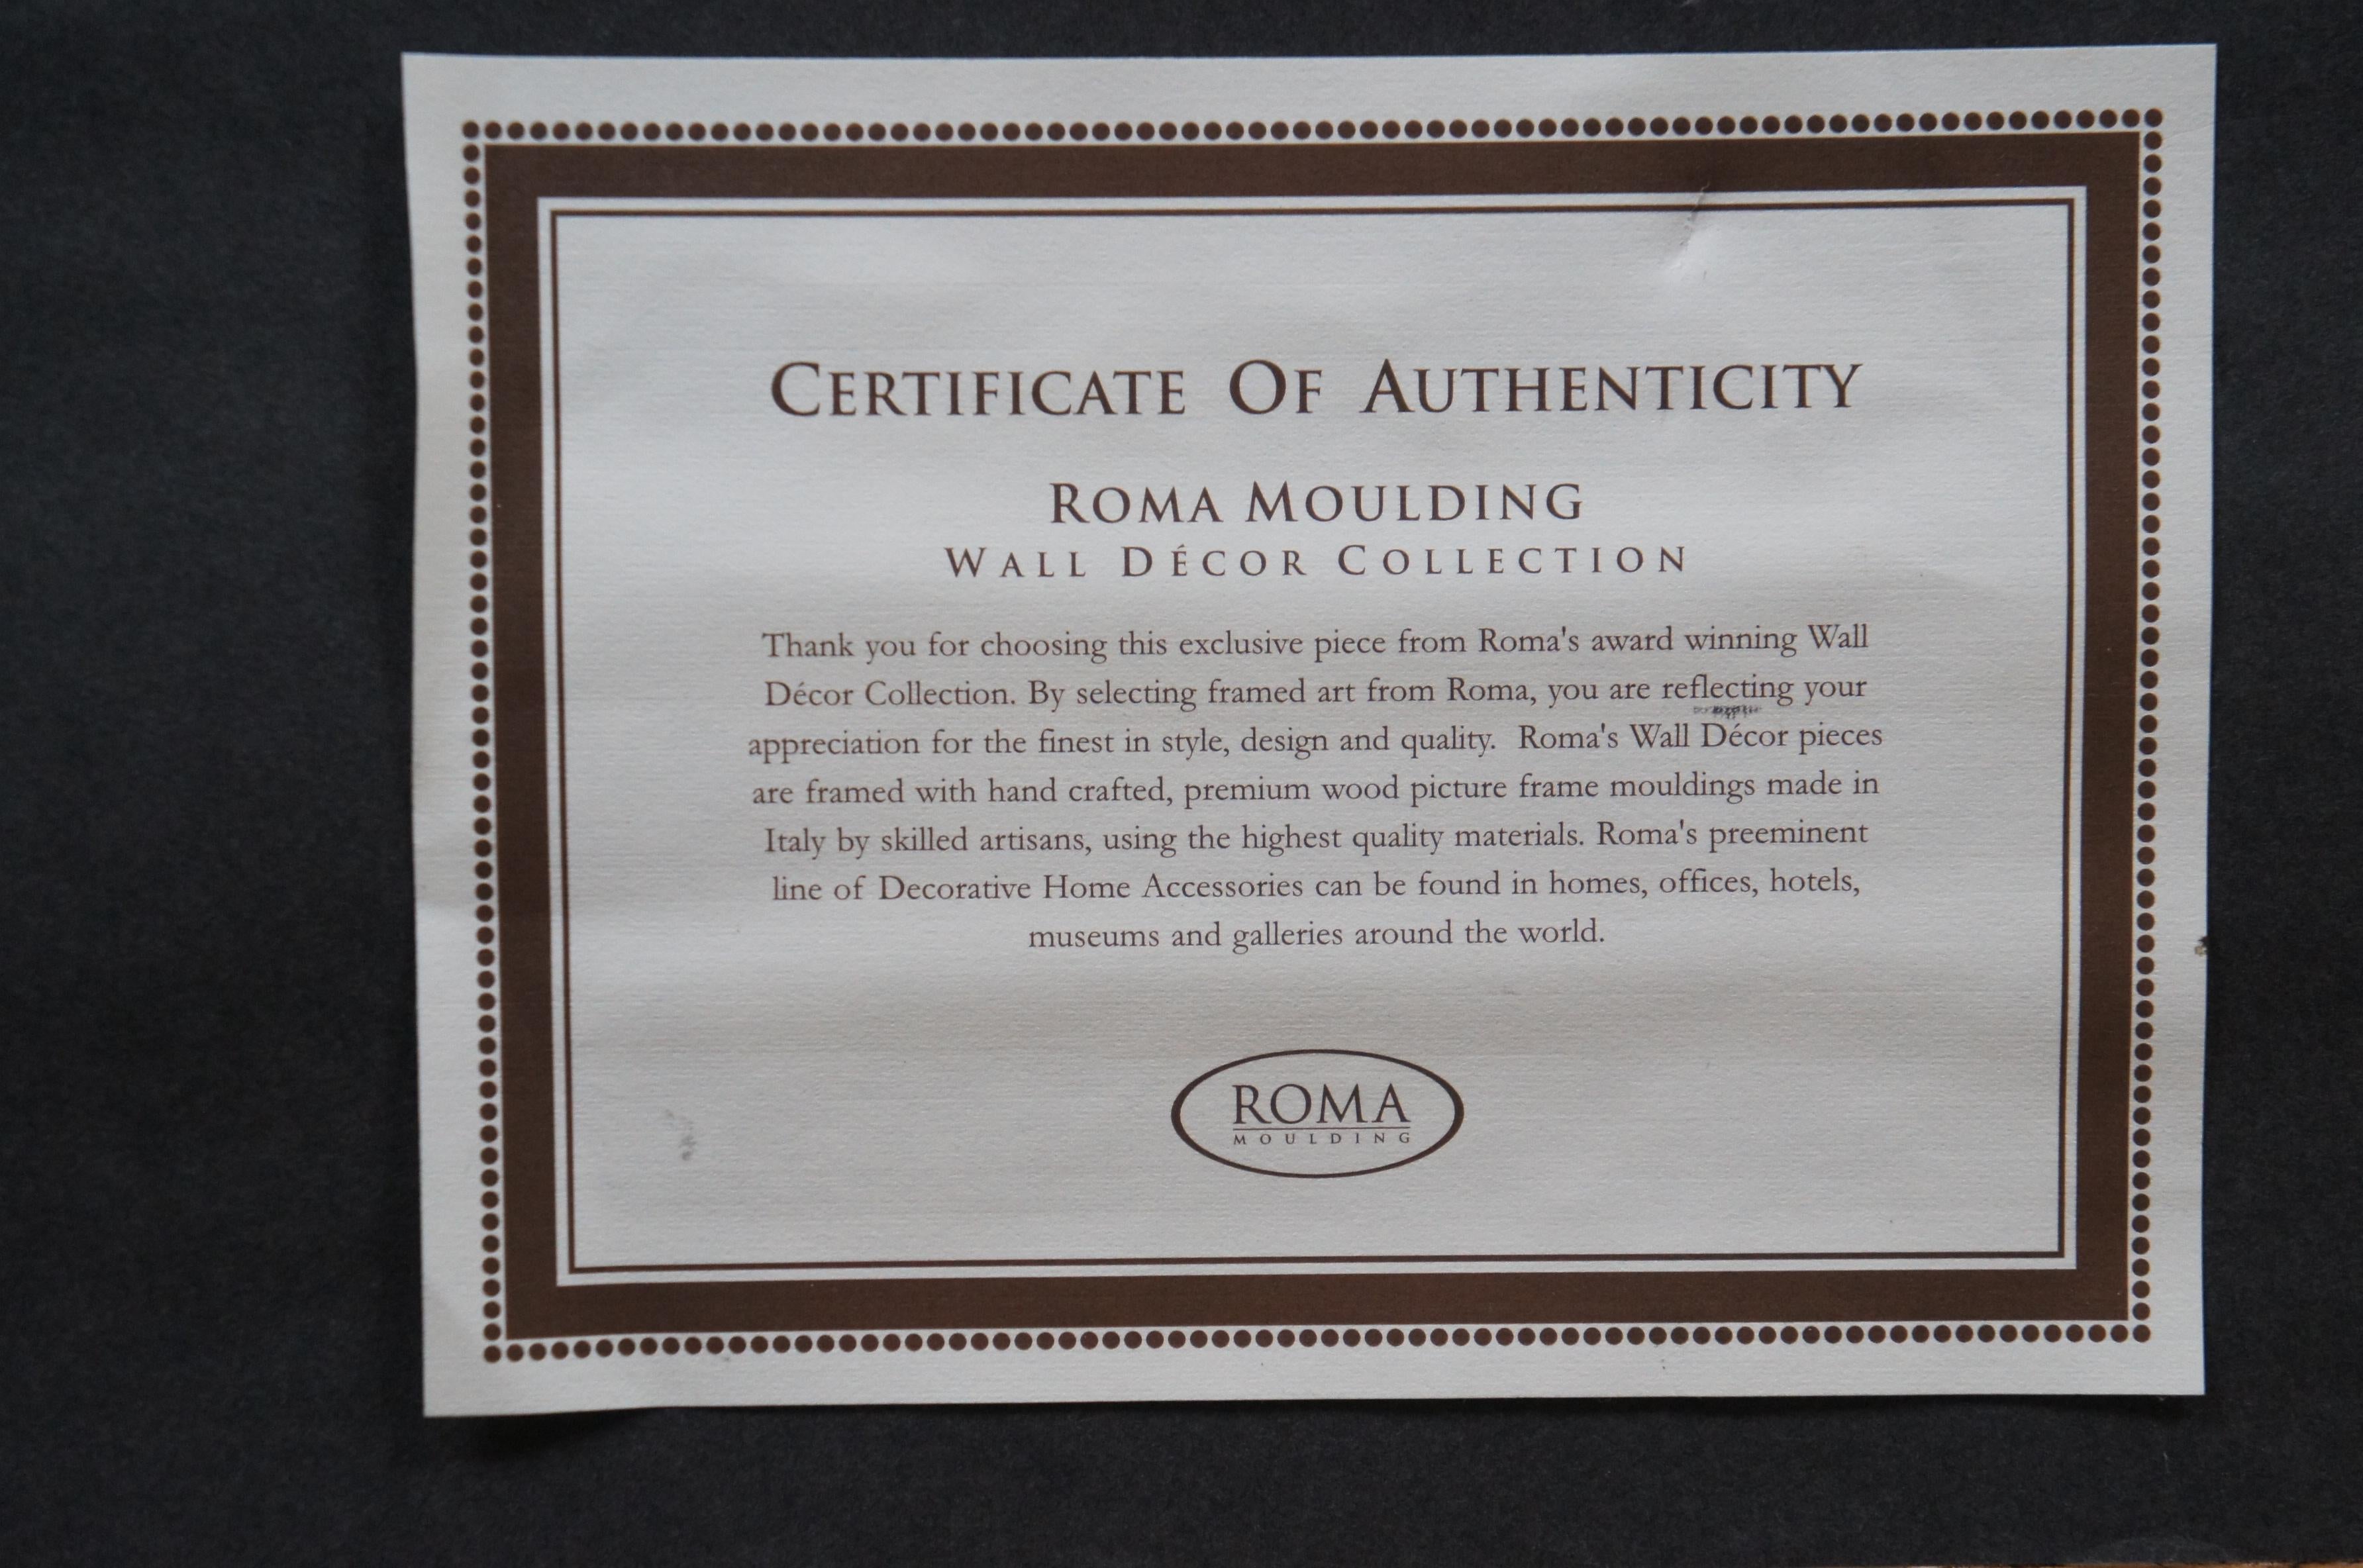 CERTIFICATE OF AUTHENTICITY
ROMA MOULDING
WALL DÉCOR COLLECTION
Thank you for choosing this exclusive piece from Roma's award winning Wall
Décor Collection. By selecting framed art from Roma, you are reflecting your
appreciation for the finest in style, design and quality. Roma's Wall Décor pieces
are framed with hand crafted, premium wood picture frame mouldings made in
Italy by skilled artisans, using the highest quality materials. Roma's preeminent
line of Decorative Home Accessories can be found in homes, offices, hotels,
museums and galleries around the world.
ROMA
MOULDING